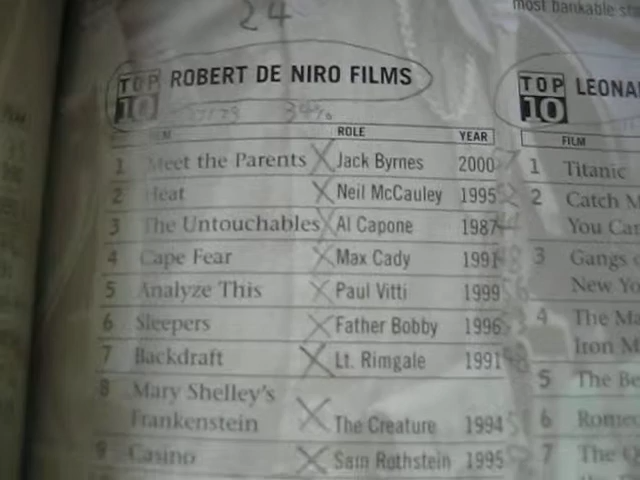 24
most bankable sta
TOP 10 ROBERT DE NIRO FILMS
FILM ROLE YEAR
1 Meet the Parents X Jack Byrnes 2000
2 Heat X Neil McCauley 1995
3 The Untouchables X Al Capone 1987
4 Cape Fear X Max Cady 1991
5 Analyze This X Paul Vitti 1999
6 Sleepers X Father Bobby 1996
7 Backdraft X Lt. Rimgale 1991
8 Mary Shelley's
Frankenstein X The Creature 1994
9 Casino X Sam Rothstein 1995
TOP 10 LEONA
FILM
1 Titanic
2 Catch M
You Can
3 Gangs o
New Yo
4 The Ma
Iron M
5 The Be
6 Romeo
7 The Q